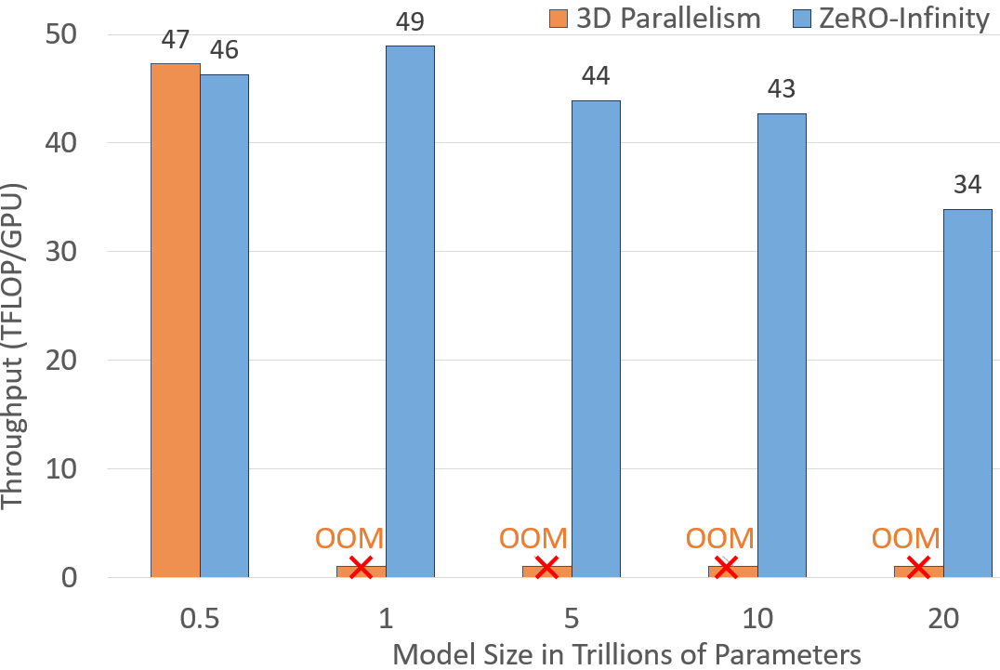 3D Parallelism ZeRO-Infinity
50
40
30
20
10
0
Throughput (TFLOP/GPU)
47
46
49
44
43
34
OOM
OOM
OOM
OOM
0.5 1 5 10 20
Model Size in Trillions of Parameters